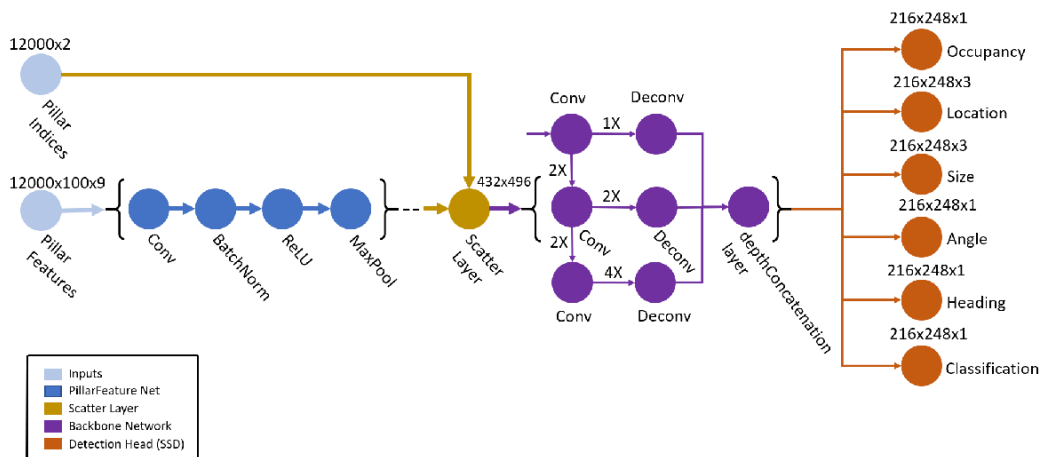 12000x2
Pillar
Indices
12000x100x9
Pillar
Features
Conv
BatchNorm
ReLU
MaxPool
432x496
Scatter
Layer
Conv
1X
Deconv
2X
2X
Conv
Deconv
2X
4X
Conv
Deconv
depthConcatenation
layer
216x248x1
Occupancy
216x248x3
Location
216x248x3
Size
216x248x1
Angle
216x248x1
Heading
216x248x1
Classification
Inputs
PillarFeature Net
Scatter Layer
Backbone Network
Detection Head (SSD)